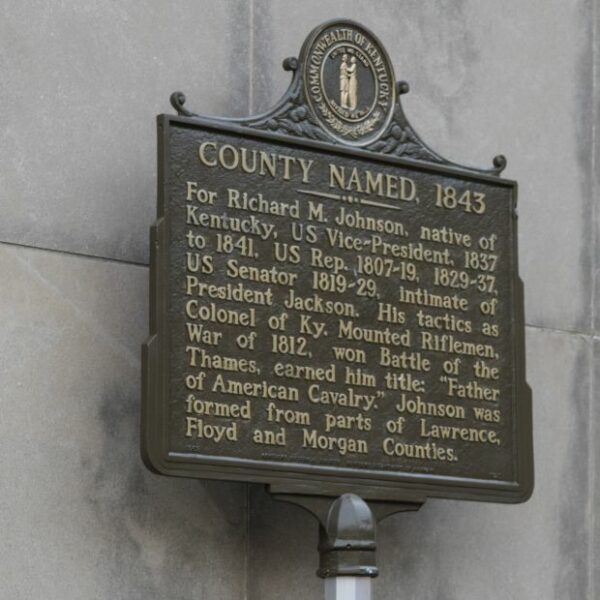 COMMONWEALTH OF KENTUCKY
COUNTY NAMED, 1843
For Richard M. Johnson, native of
Kentucky, US Vice-President, 1837
to 1841, US Rep. 1807-19, 1829-37,
US Senator 1819-29, intimate of
President Jackson. His tactics as
Colonel of Ky. Mounted Riflemen,
War of 1812, won Battle of the
Thames, earned him title: "Father
of American Cavalry." Johnson was
formed from parts of Lawrence,
Floyd and Morgan Counties.